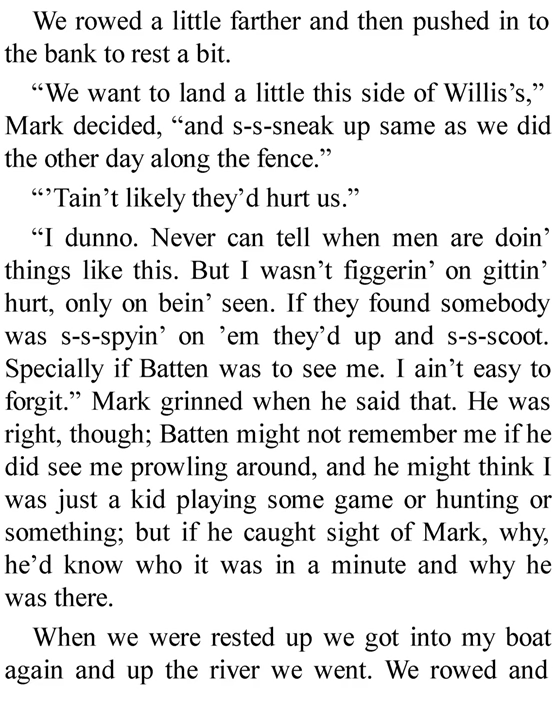 We rowed a little farther and then pushed in to
the bank to rest a bit.
“We want to land a little this side of Willis’s,”
Mark decided, “and s-s-sneak up same as we did
the other day along the fence.”
“’Tain’t likely they’d hurt us.”
“I dunno. Never can tell when men are doin’
things like this. But I wasn’t figgerin’ on gittin’
hurt, only on bein’ seen. If they found somebody
was s-s-spyin’ on ’em they’d up and s-s-scoot.
Specially if Batten was to see me. I ain’t easy to
forgit.” Mark grinned when he said that. He was
right, though; Batten might not remember me if he
did see me prowling around, and he might think I
was just a kid playing some game or hunting or
something; but if he caught sight of Mark, why,
he’d know who it was in a minute and why he
was there.
When we were rested up we got into my boat
again and up the river we went. We rowed and